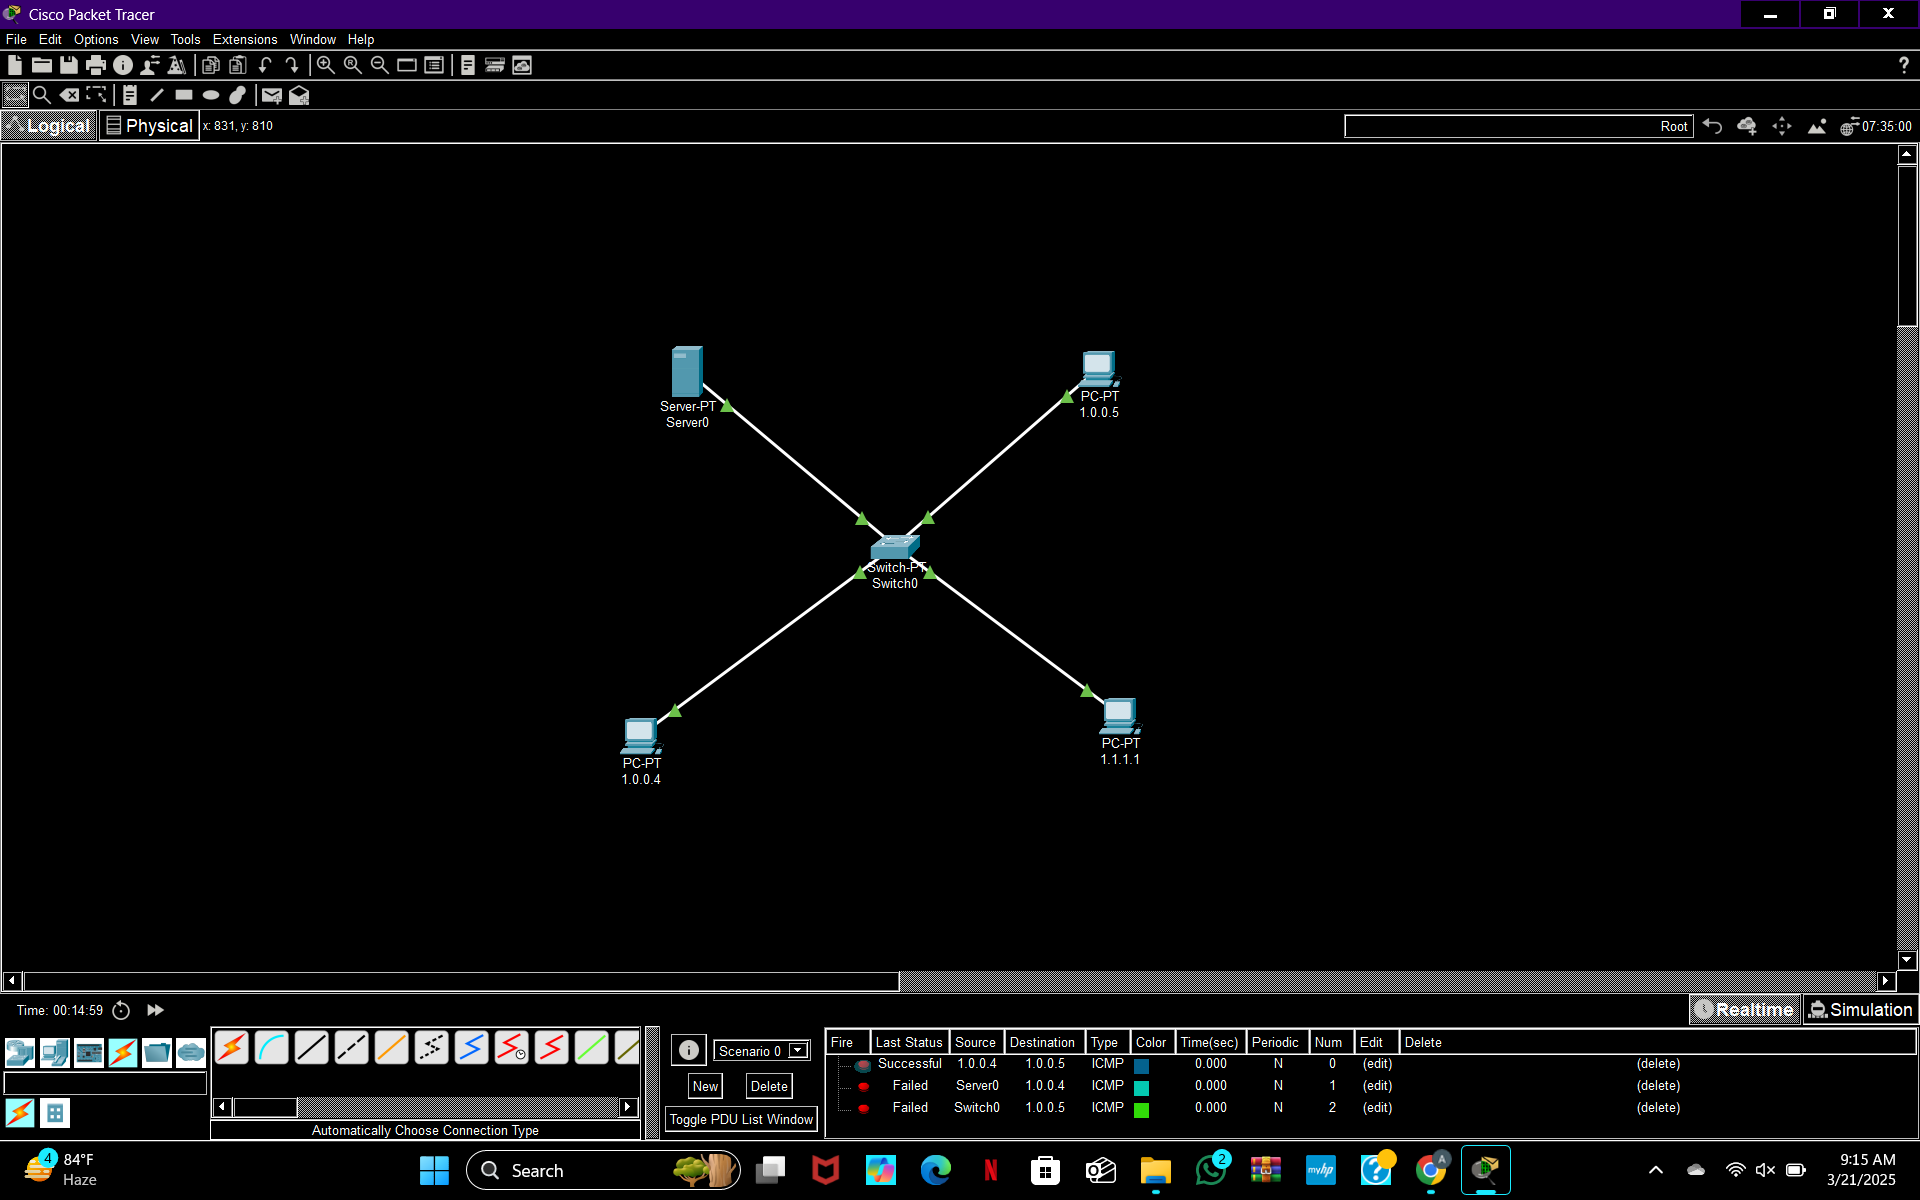 Cisco Packet Tracer
File Edit Options View Tools Extensions Window Help
?
Logical Physical x: 831, y: 810 Root 07:35:00
Server-PT
Server0
PC-PT
1.0.0.5
Switch-PT
Switch0
PC-PT
1.0.0.4
PC-PT
1.1.1.1
Time: 00:14:59 Realtime Simulation
Scenario 0
New Delete
Toggle PDU List Window
Automatically Choose Connection Type
Fire Last Status Source Destination Type Color Time(sec) Periodic Num Edit Delete
Successful 1.0.0.4 1.0.0.5 ICMP 0.000 N 0 (edit) (delete)
Failed Server0 1.0.0.4 ICMP 0.000 N 1 (edit) (delete)
Failed Switch0 1.0.0.5 ICMP 0.000 N 2 (edit) (delete)
4 84°F
Haze
Search
N
2
myhp
?
A
9:15 AM
3/21/2025